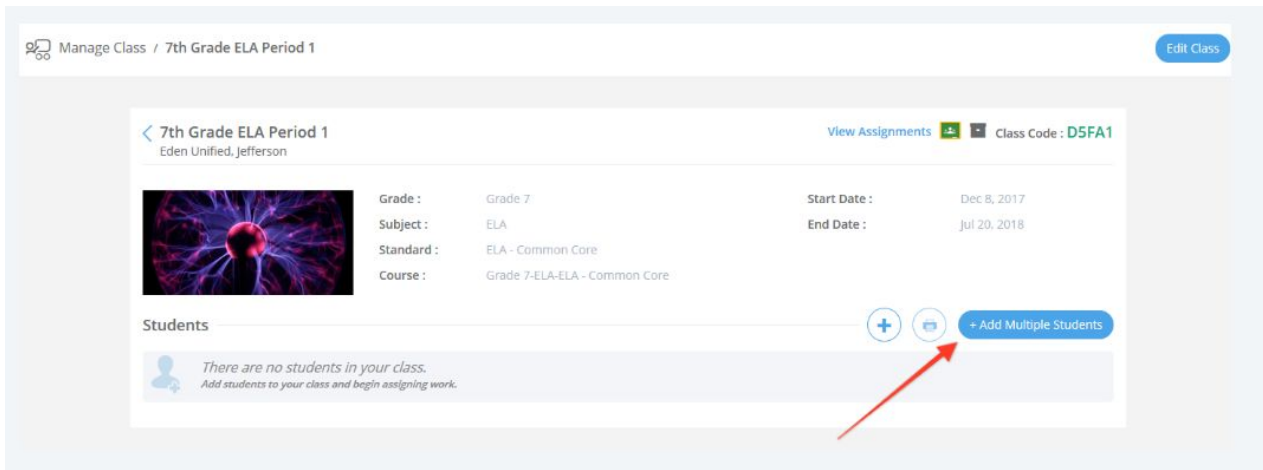 Manage Class / 7th Grade ELA Period 1
Edit Class
7th Grade ELA Period 1
View Assignments
Class Code : D5FA1
Eden Unified, Jefferson
Grade : Grade 7
Start Date : Dec 8, 2017
Subject : ELA
End Date : Jul 20, 2018
Standard : ELA - Common Core
Course : Grade 7-ELA-ELA - Common Core
Students
+ Add Multiple Students
There are no students in your class.
Add students to your class and begin assigning work.